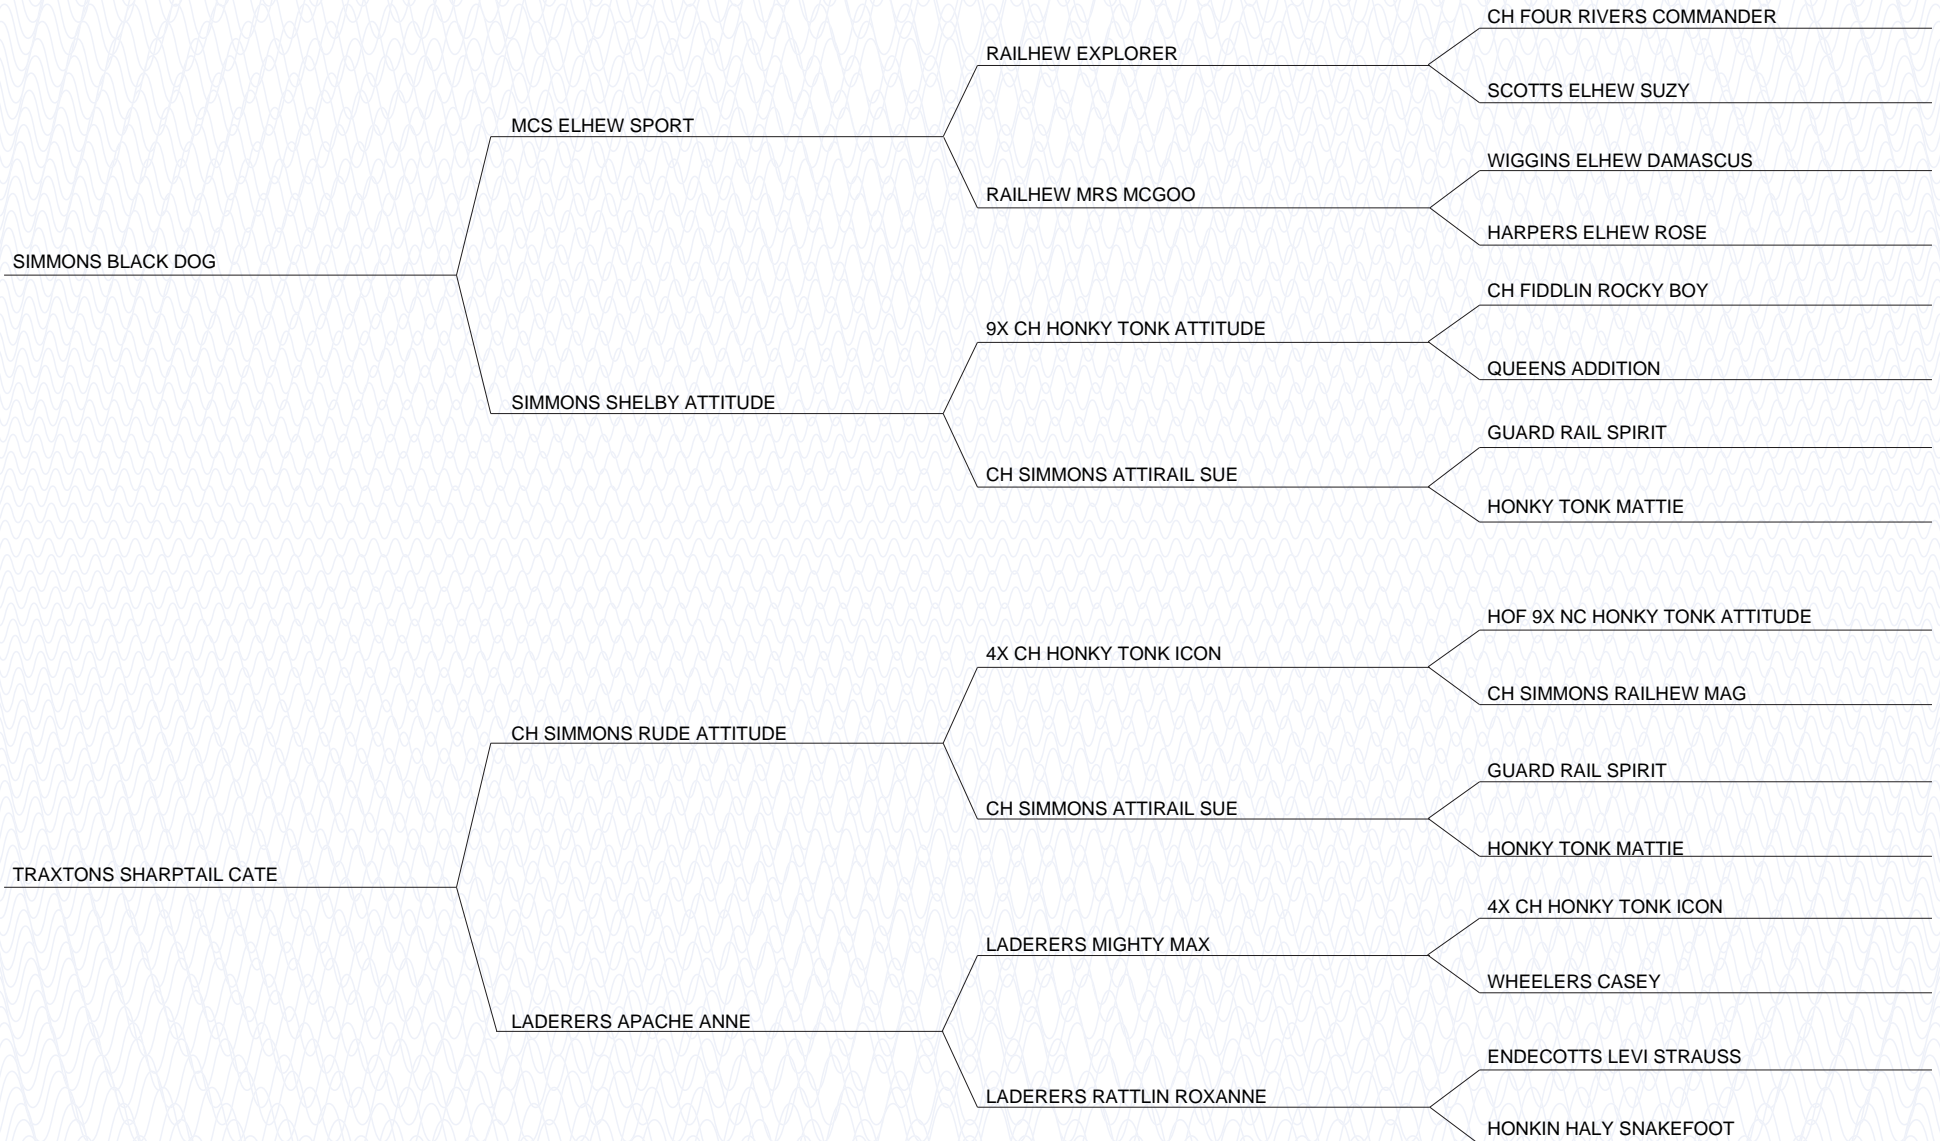 CH FOUR RIVERS COMMANDER
RAILHEW EXPLORER
SCOTTS ELHEW SUZY
MCS ELHEW SPORT
WIGGINS ELHEW DAMASCUS
RAILHEW MRS MCGOO
HARPERS ELHEW ROSE
SIMMONS BLACK DOG
CH FIDDLIN ROCKY BOY
9X CH HONKY TONK ATTITUDE
QUEENS ADDITION
SIMMONS SHELBY ATTITUDE
GUARD RAIL SPIRIT
CH SIMMONS ATTIRAIL SUE
HONKY TONK MATTIE
HOF 9X NC HONKY TONK ATTITUDE
4X CH HONKY TONK ICON
CH SIMMONS RAILHEW MAG
CH SIMMONS RUDE ATTITUDE
GUARD RAIL SPIRIT
CH SIMMONS ATTIRAIL SUE
HONKY TONK MATTIE
TRAXTONS SHARPTAIL CATE
4X CH HONKY TONK ICON
LADERERS MIGHTY MAX
WHEELERS CASEY
LADERERS APACHE ANNE
ENDECOTTS LEVI STRAUSS
LADERERS RATTLIN ROXANNE
HONKIN HALY SNAKEFOOT